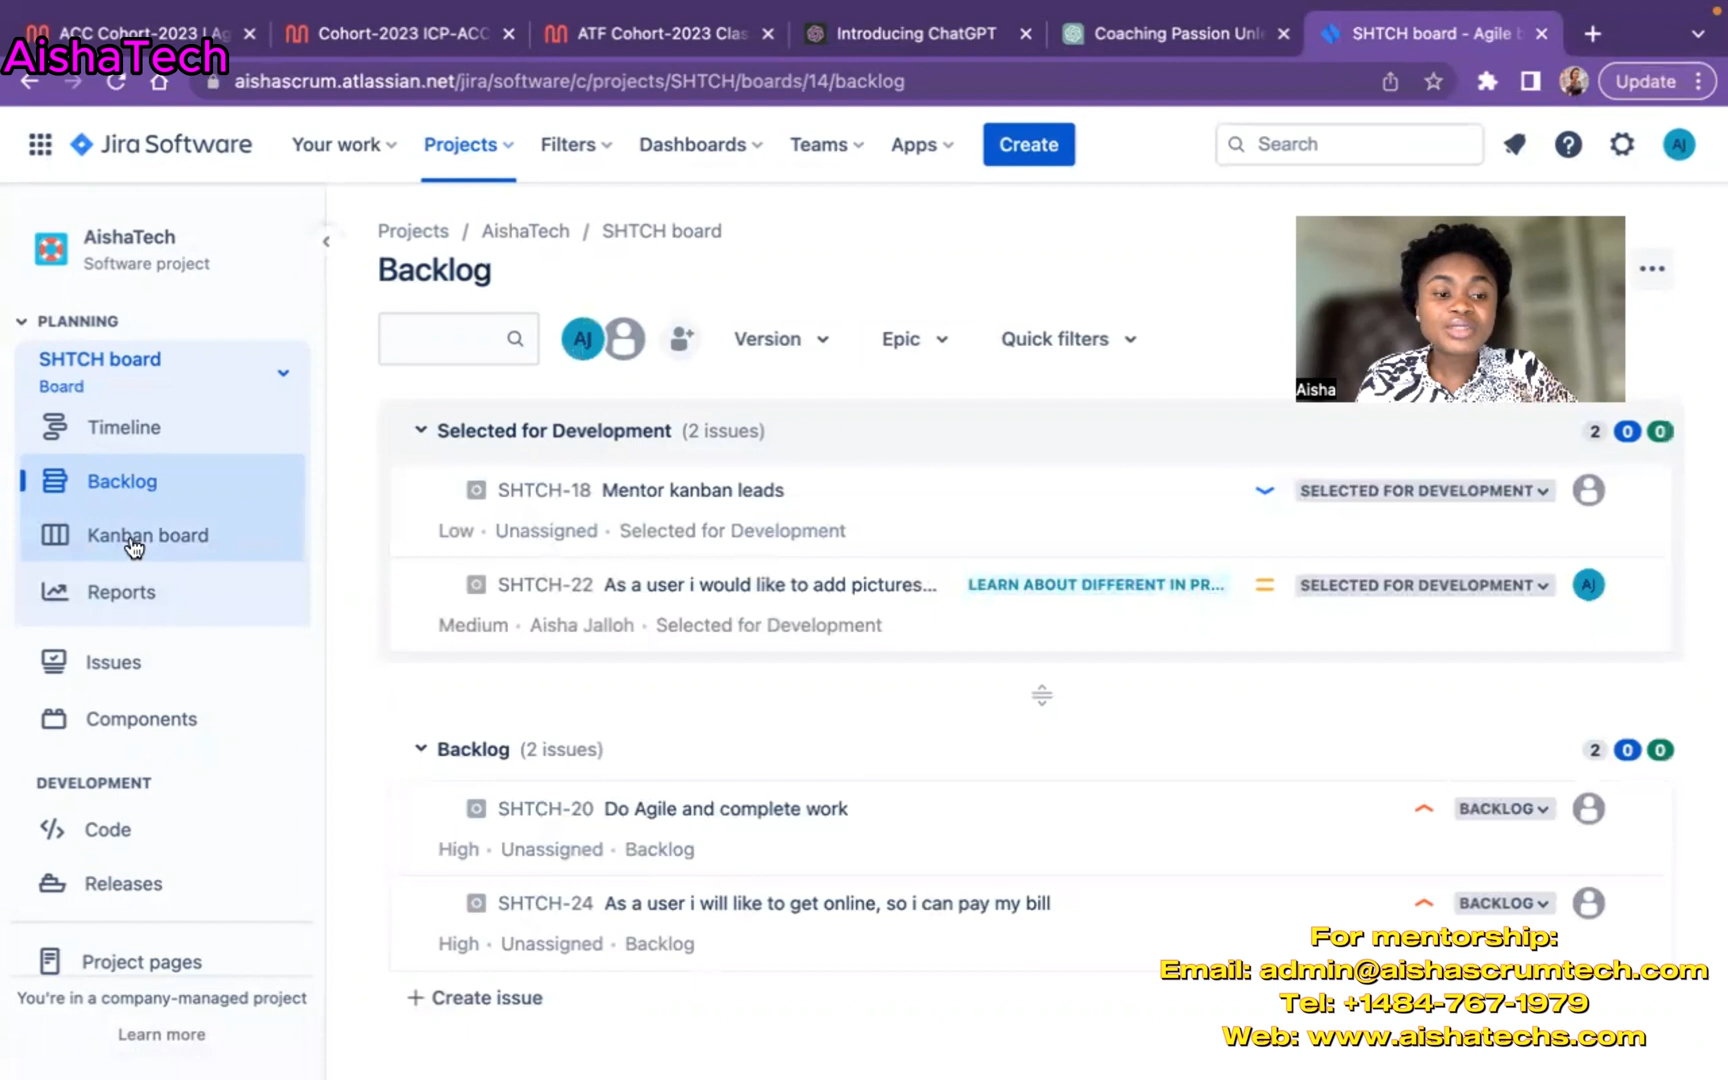 ACC Cohort-2023 | Ag
Cohort-2023 ICP-ACC
ATF Cohort-2023 Clas
Introducing ChatGPT
Coaching Passion Unle
SHTCH board - Agile b
AishaTech
aishascrum.atlassian.net/jira/software/c/projects/SHTCH/boards/14/backlog
Update
Jira Software
Your work
Projects
Filters
Dashboards
Teams
Apps
Create
Search
AJ
AishaTech
Software project
PLANNING
SHTCH board
Board
Timeline
Backlog
Kanban board
Reports
Issues
Components
DEVELOPMENT
Code
Releases
Project pages
You're in a company-managed project
Learn more
Projects / AishaTech / SHTCH board
Backlog
AJ
Version
Epic
Quick filters
Aisha
Selected for Development (2 issues) 2 0 0
SHTCH-18 Mentor kanban leads SELECTED FOR DEVELOPMENT
Low · Unassigned · Selected for Development
SHTCH-22 As a user i would like to add pictures... LEARN ABOUT DIFFERENT IN PR... SELECTED FOR DEVELOPMENT AJ
Medium · Aisha Jalloh · Selected for Development
Backlog (2 issues) 2 0 0
SHTCH-20 Do Agile and complete work BACKLOG
High · Unassigned · Backlog
SHTCH-24 As a user i will like to get online, so i can pay my bill BACKLOG
High · Unassigned · Backlog
+ Create issue
For mentorship:
Email: admin@aishascrumtech.com
Tel: +1484-767-1979
Web: www.aishatechs.com